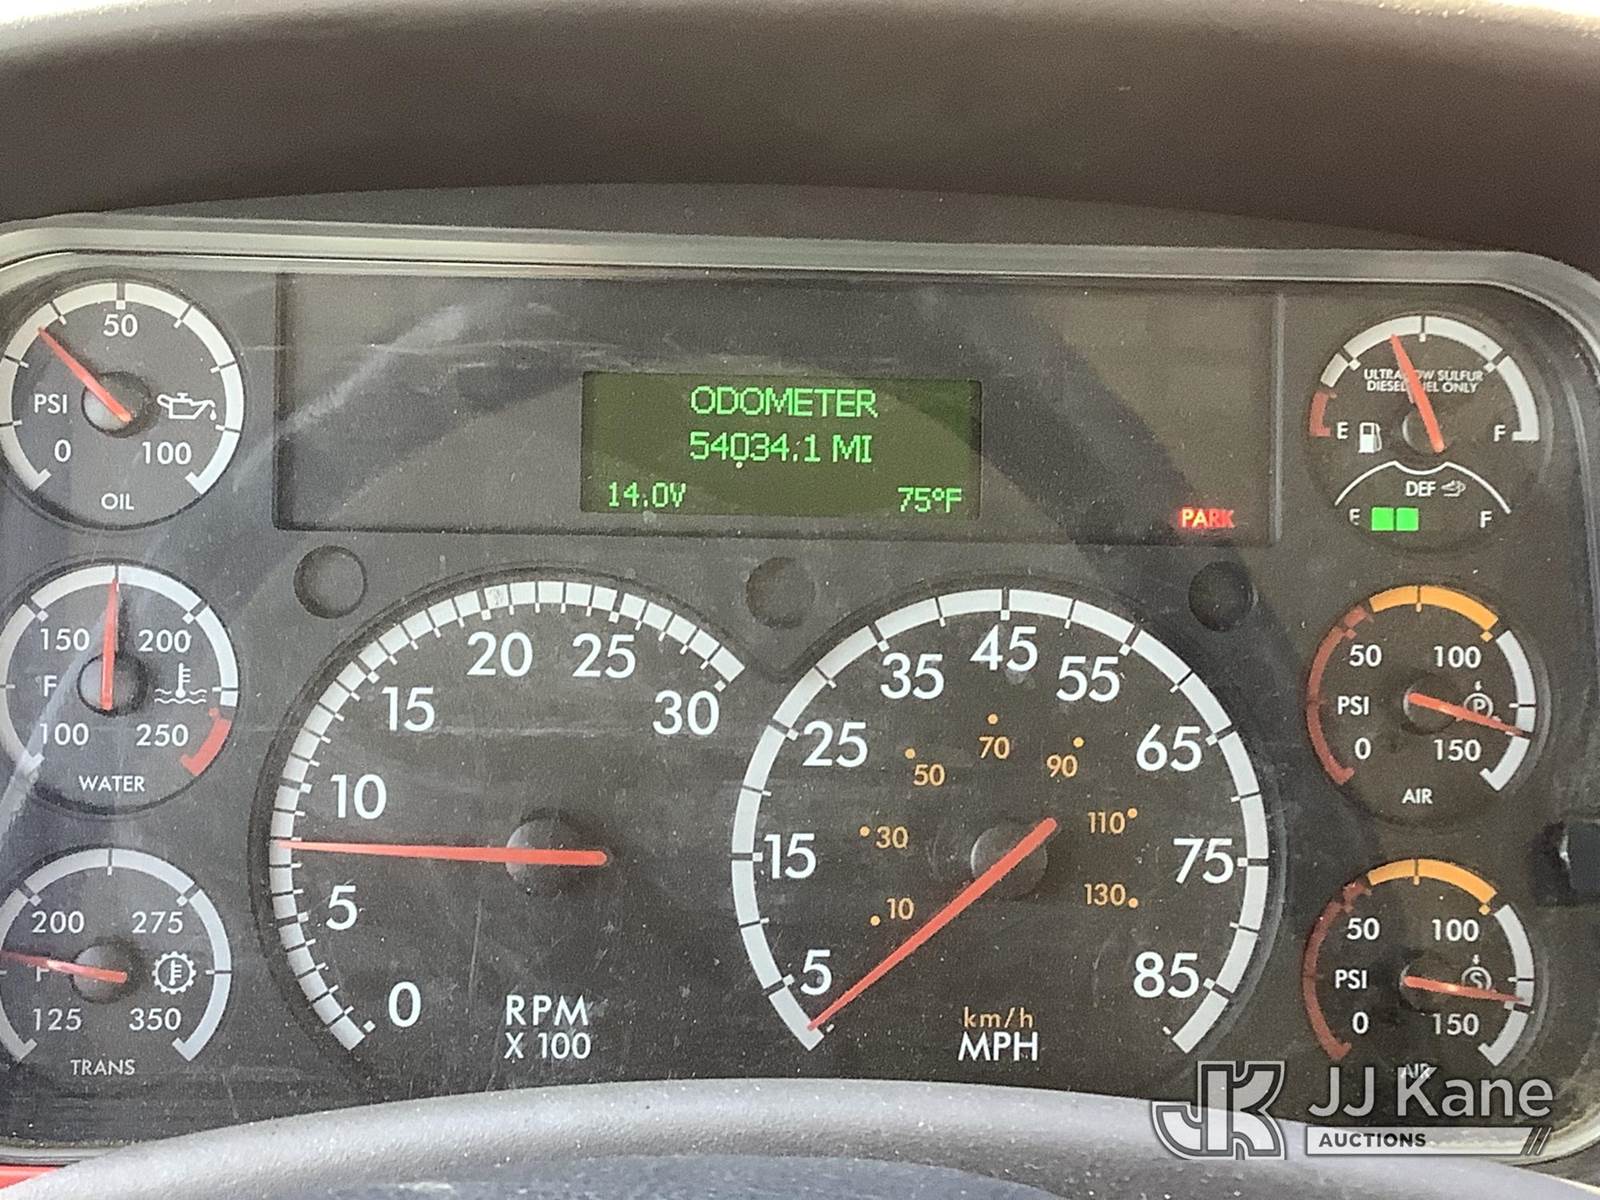 ODOMETER
54034.1 MI
14.0V
75°F
PARK
50
PSI
0
100
OIL
150
200
F
100
250
WATER
200
275
F
125
350
TRANS
0
5
10
15
20
25
30
RPM
X 100
5
15
25
35
45
55
65
75
85
10
30
50
70
90
110
130
km/h
MPH
ULTRA LOW SULFUR
DIESEL FUEL ONLY
E
F
DEF
E
F
50
100
PSI
P
0
150
AIR
50
100
PSI
S
0
150
AIR
JK
JJ Kane
AUCTIONS